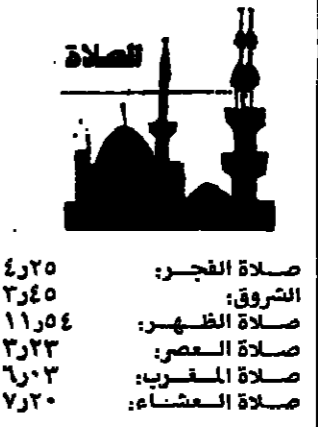 الصلاة
صلاة الفجر: ٤٫٢٥
الشروق: ٣٫٤٥
صلاة الظهر: ١١٫٥٤
صلاة العصر: ٣٫٢٣
صلاة المغرب: ٦٫٠٣
صلاة العشاء: ٧٫٢٠